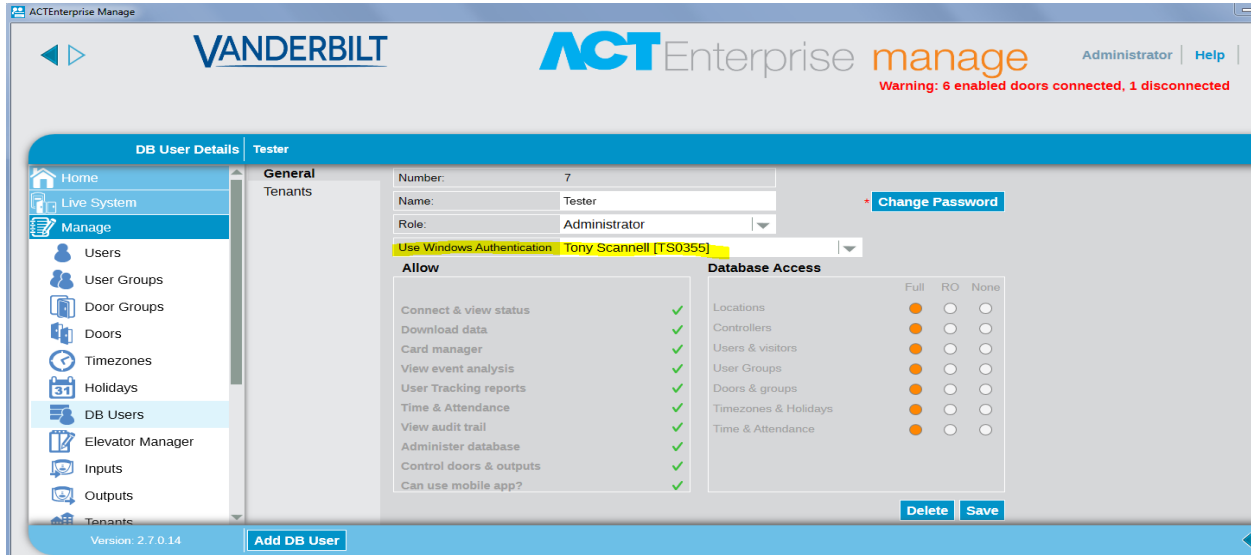 ACTEnterprise Manage
VANDERBILT
ACTEnterprise manage
Administrator | Help |
Warning: 6 enabled doors connected, 1 disconnected
DB User Details | Tester
Home
Live System
Manage
Users
User Groups
Door Groups
Doors
Timezones
31 Holidays
DB Users
Elevator Manager
Inputs
Outputs
Tenants
Version: 2.7.0.14
General
Tenants
Number: 7
Name: Tester
* Change Password
Role: Administrator
Use Windows Authentication Tony Scannell [TS0355]
Allow
Connect & view status
Download data
Card manager
View event analysis
User Tracking reports
Time & Attendance
View audit trail
Administer database
Control doors & outputs
Can use mobile app?
Database Access
Full RO None
Locations
Controllers
Users & visitors
User Groups
Doors & groups
Timezones & Holidays
Time & Attendance
Delete Save
Add DB User